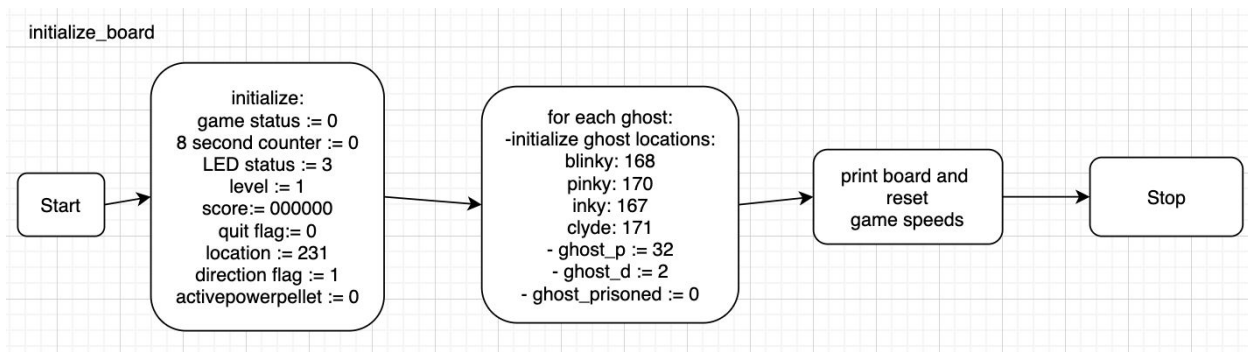 initialize_board
Start
initialize:
game status := 0
8 second counter := 0
LED status := 3
level := 1
score:= 000000
quit flag:= 0
location := 231
direction flag := 1
activepowerpellet := 0
for each ghost:
-initialize ghost locations:
blinky: 168
pinky: 170
inky: 167
clyde: 171
- ghost_p := 32
- ghost_d := 2
- ghost_prisoned := 0
print board and
reset
game speeds
Stop